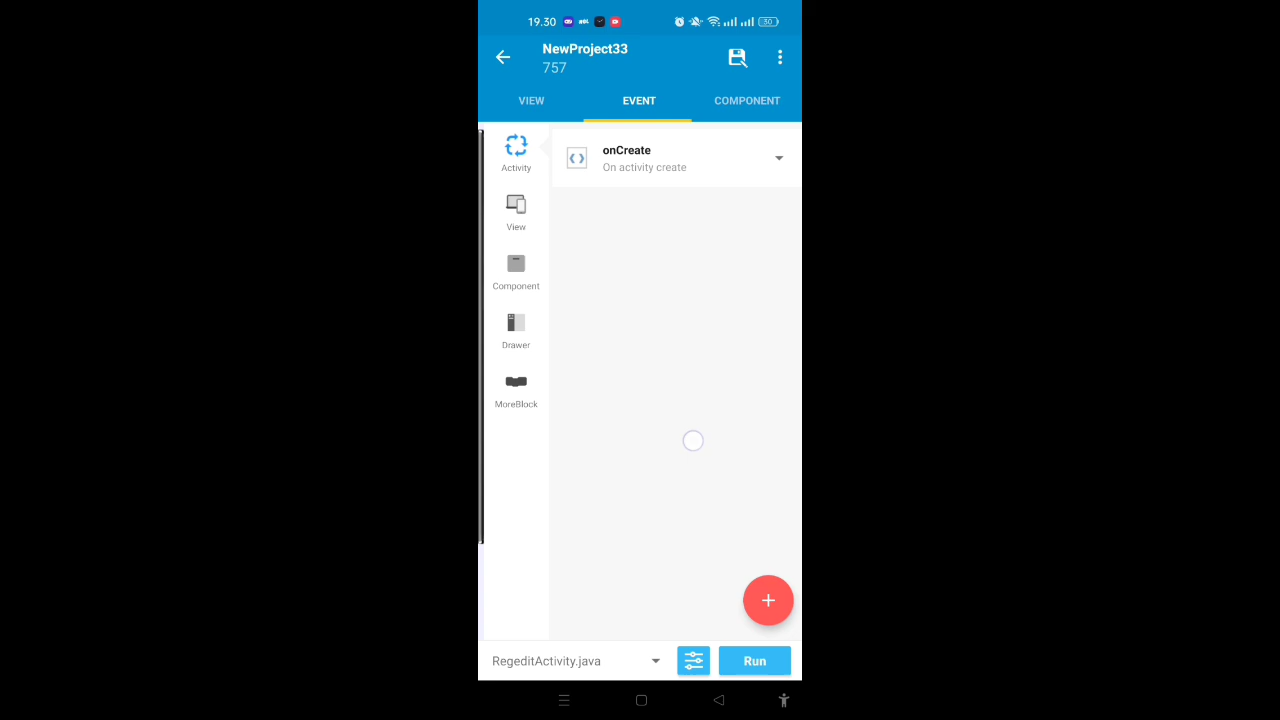 19.30
30
NewProject33
757
VIEW
EVENT
COMPONENT
Activity
onCreate
On activity create
View
Component
Drawer
MoreBlock
RegeditActivity.java
Run